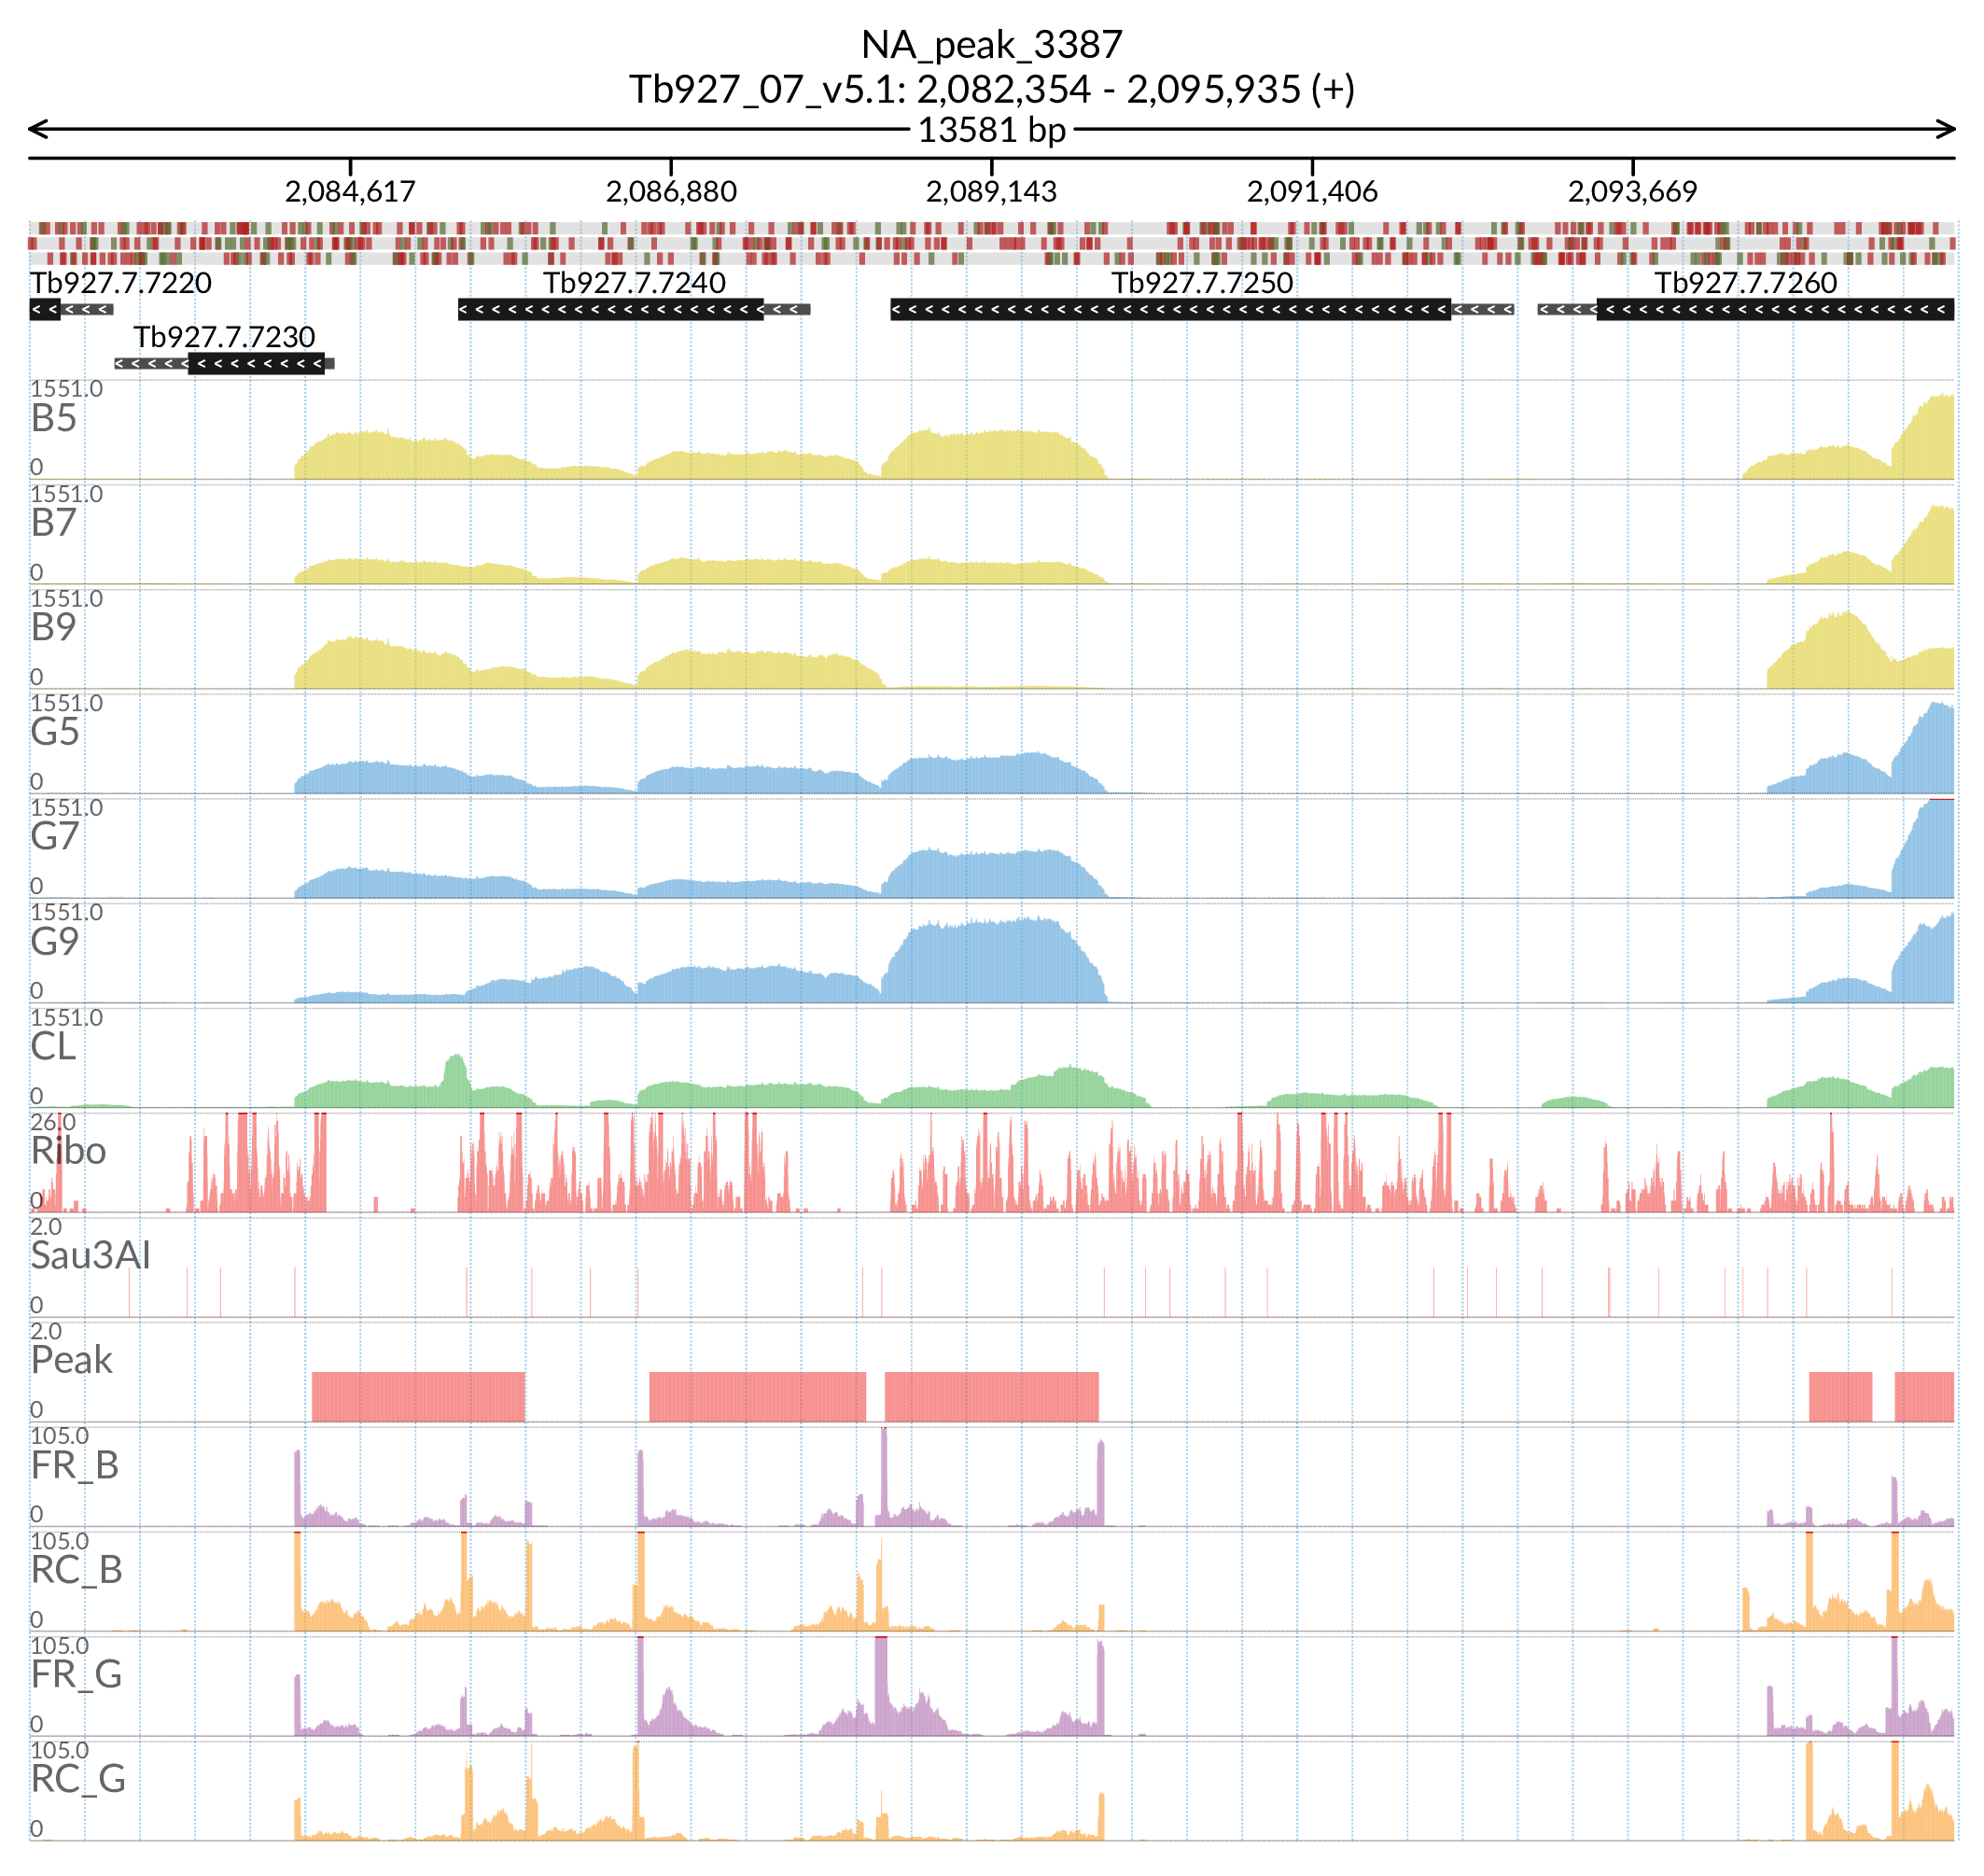 NA_peak_3387
Tb927_07_v5.1: 2,082,354 - 2,095,935 (+)
13581 bp
2,084,617 2,086,880 2,089,143 2,091,406 2,093,669
Tb927.7.7220 Tb927.7.7240 Tb927.7.7250 Tb927.7.7260
Tb927.7.7230
1551.0
B5
0
1551.0
B7
0
1551.0
B9
0
1551.0
G5
0
1551.0
G7
0
1551.0
G9
0
1551.0
CL
0
26.0
Ribo
0
2.0
Sau3AI
0
2.0
Peak
0
105.0
FR_B
0
105.0
RC_B
0
105.0
FR_G
0
105.0
RC_G
0